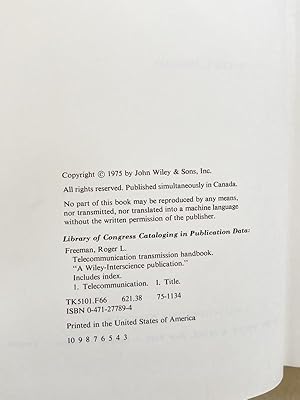 Copyright © 1975 by John Wiley & Sons, Inc.
All rights reserved. Published simultaneously in Canada.
No part of this book may be reproduced by any means,
nor transmitted, nor translated into a machine language
without the written permission of the publisher.
Library of Congress Cataloging in Publication Data:
Freeman, Roger L.
Telecommunication transmission handbook.
"A Wiley-Interscience publication."
Includes index.
1. Telecommunication. 1. Title.
TK5101.F66 621.38 75-1134
ISBN 0-471-27789-4
Printed in the United States of America
10 9 8 7 6 5 4 3